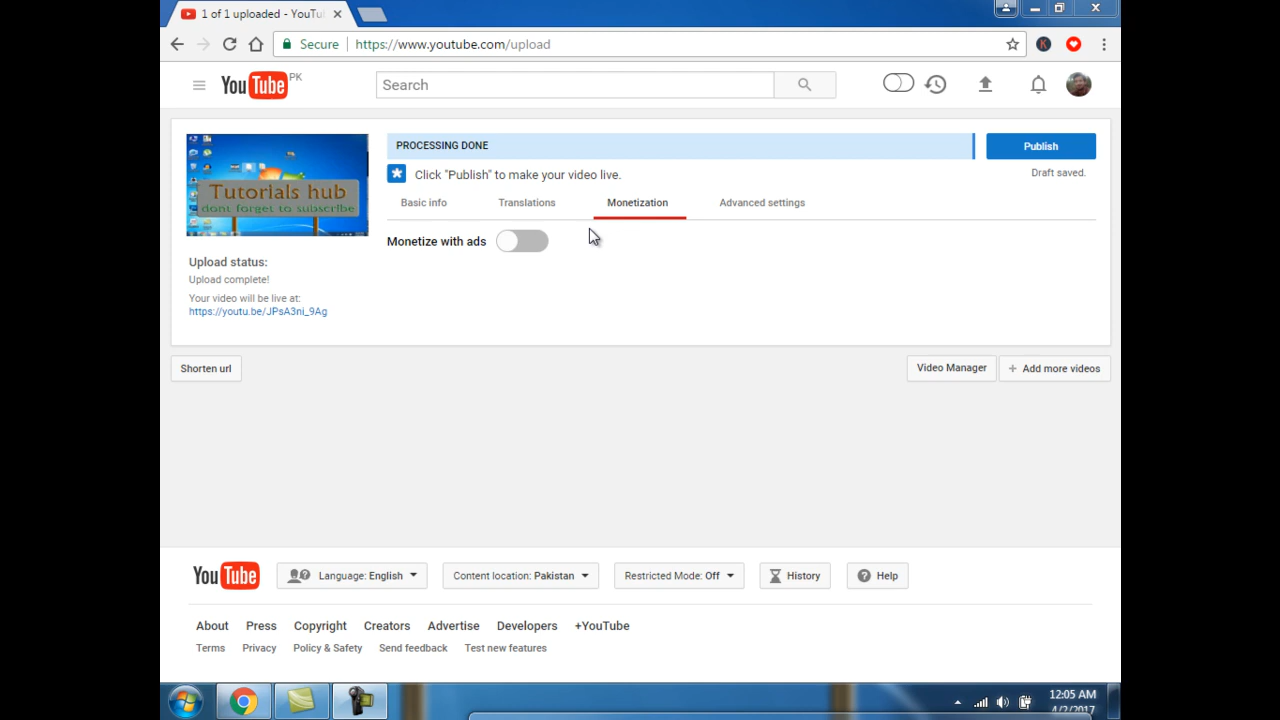 1 of 1 uploaded - YouTu
Secure | https://www.youtube.com/upload
YouTube PK
Search
Tutorials hub
dont forget to subscribe
PROCESSING DONE
Publish
Click "Publish" to make your video live.
Draft saved.
Basic info Translations Monetization Advanced settings
Monetize with ads
Upload status:
Upload complete!
Your video will be live at:
https://youtu.be/JPsA3ni_9Ag
Shorten url
Video Manager + Add more videos
YouTube Language: English Content location: Pakistan Restricted Mode: Off History Help
About Press Copyright Creators Advertise Developers +YouTube
Terms Privacy Policy & Safety Send feedback Test new features
12:05 AM
4/2/2017